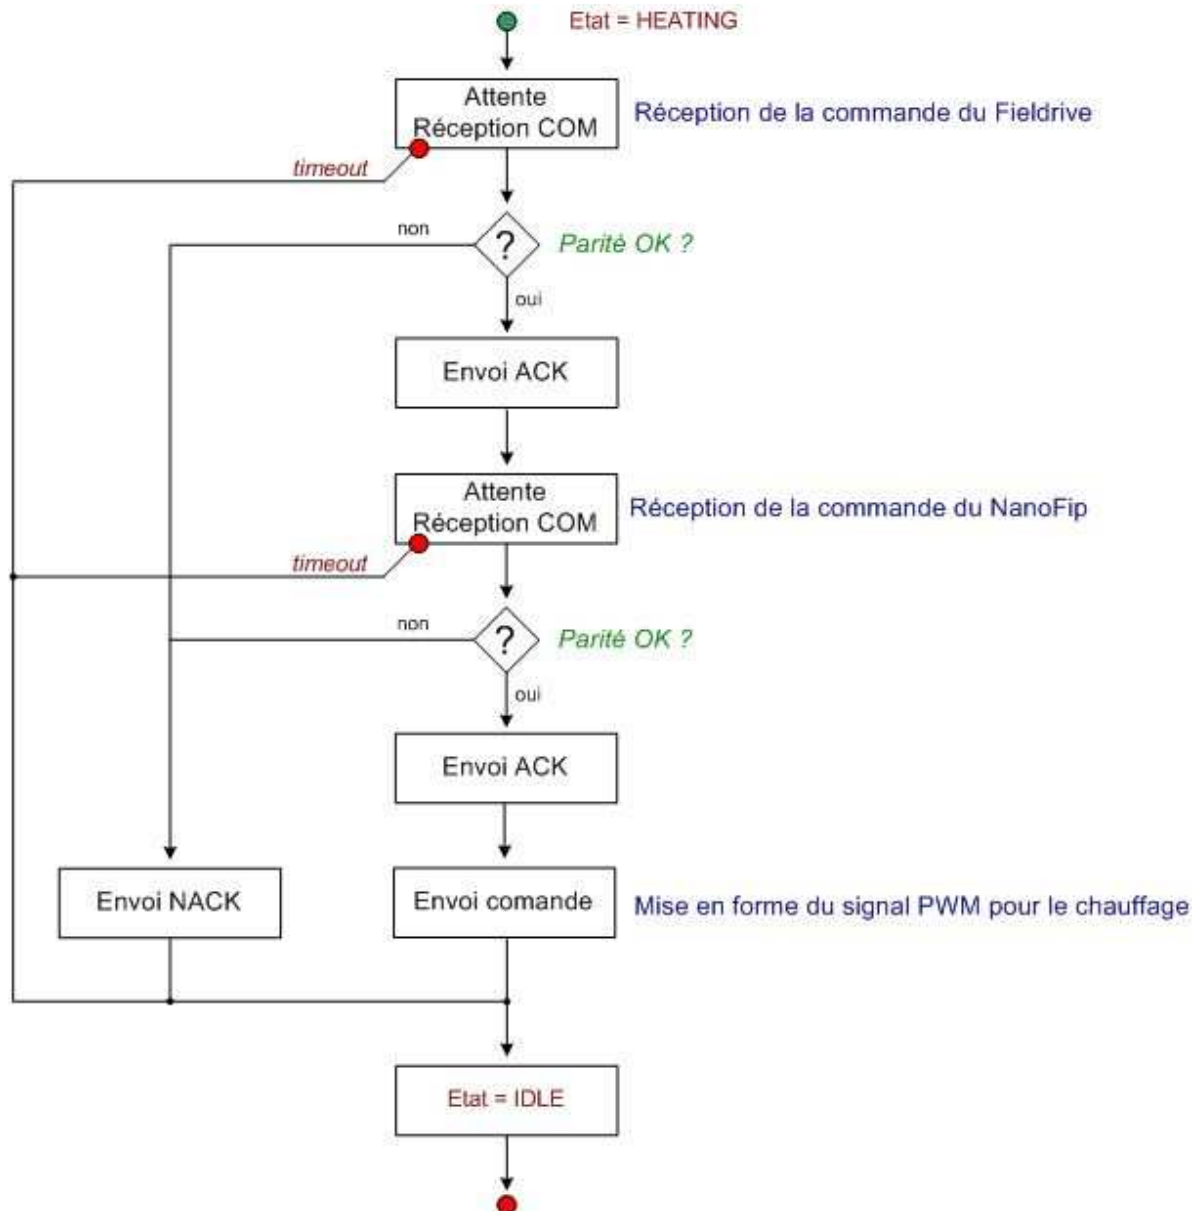 Etat = HEATING
Attente
Réception COM
Réception de la commande du Fieldrive
timeout
non
?
Parité OK ?
oui
Envoi ACK
Attente
Réception COM
Réception de la commande du NanoFip
timeout
non
?
Parité OK ?
oui
Envoi ACK
Envoi NACK
Envoi comande
Mise en forme du signal PWM pour le chauffage
Etat = IDLE